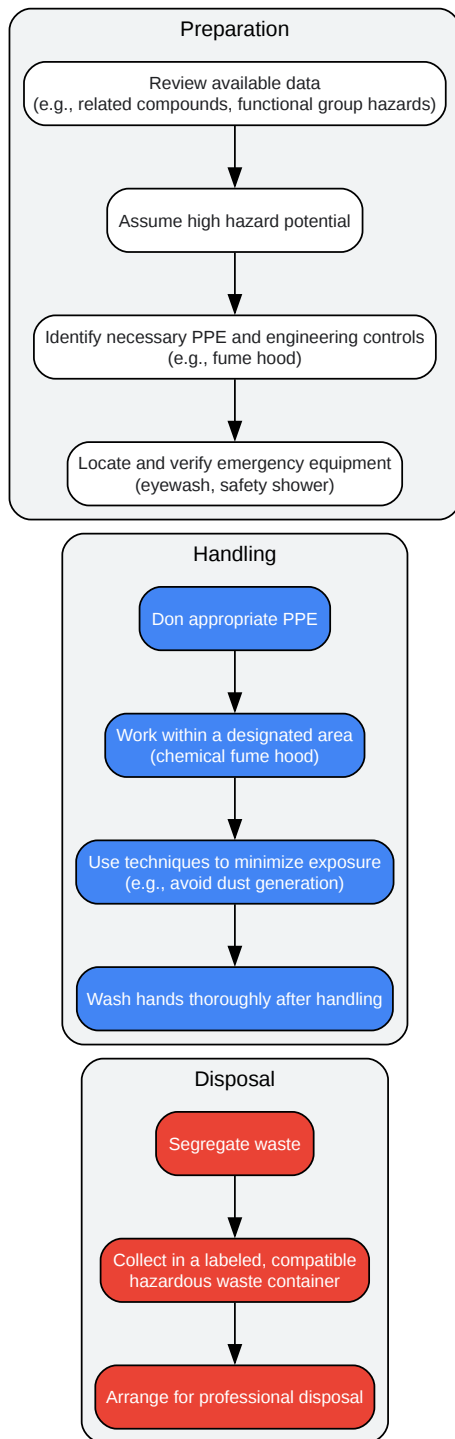 Preparation
Review available data
(e.g., related compounds, functional group hazards)
Assume high hazard potential
Identify necessary PPE and engineering controls
(e.g., fume hood)
Locate and verify emergency equipment
(eyewash, safety shower)
Handling
Don appropriate PPE
Work within a designated area
(chemical fume hood)
Use techniques to minimize exposure
(e.g., avoid dust generation)
Wash hands thoroughly after handling
Disposal
Segregate waste
Collect in a labeled, compatible
hazardous waste container
Arrange for professional disposal